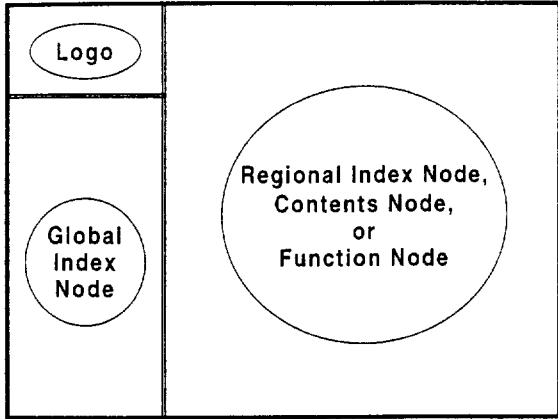 Logo
Global
Index
Node
Regional Index Node,
Contents Node,
or
Function Node